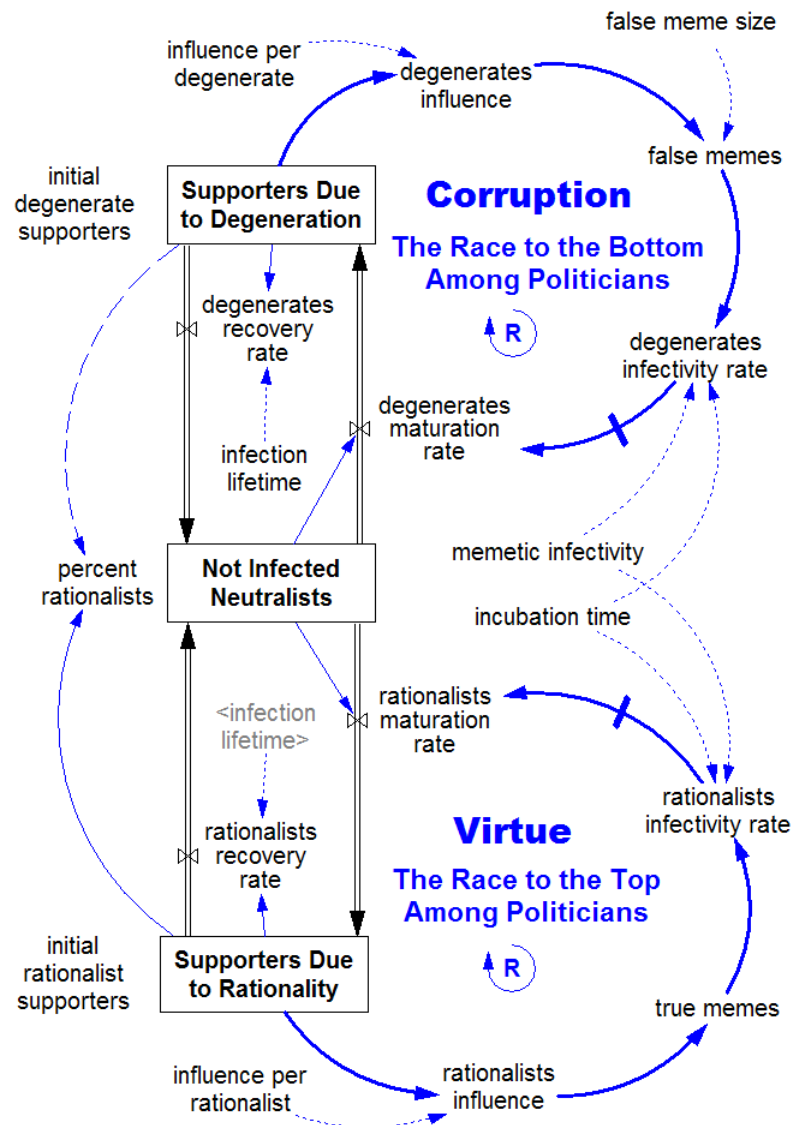 false meme size
influence per
degenerate
degenerates
influence
false memes
initial
degenerate
supporters
Supporters Due
to Degeneration
Corruption
The Race to the Bottom
Among Politicians
R
degenerates
recovery
rate
degenerates
infectivity rate
degenerates
maturation
rate
infection
lifetime
memetic infectivity
Not Infected
Neutralists
percent
rationalists
incubation time
rationalists
maturation
rate
<infection
lifetime>
rationalists
infectivity rate
rationalists
recovery
rate
Virtue
The Race to the Top
Among Politicians
R
initial
rationalist
supporters
Supporters Due
to Rationality
true memes
influence per
rationalist
rationalists
influence